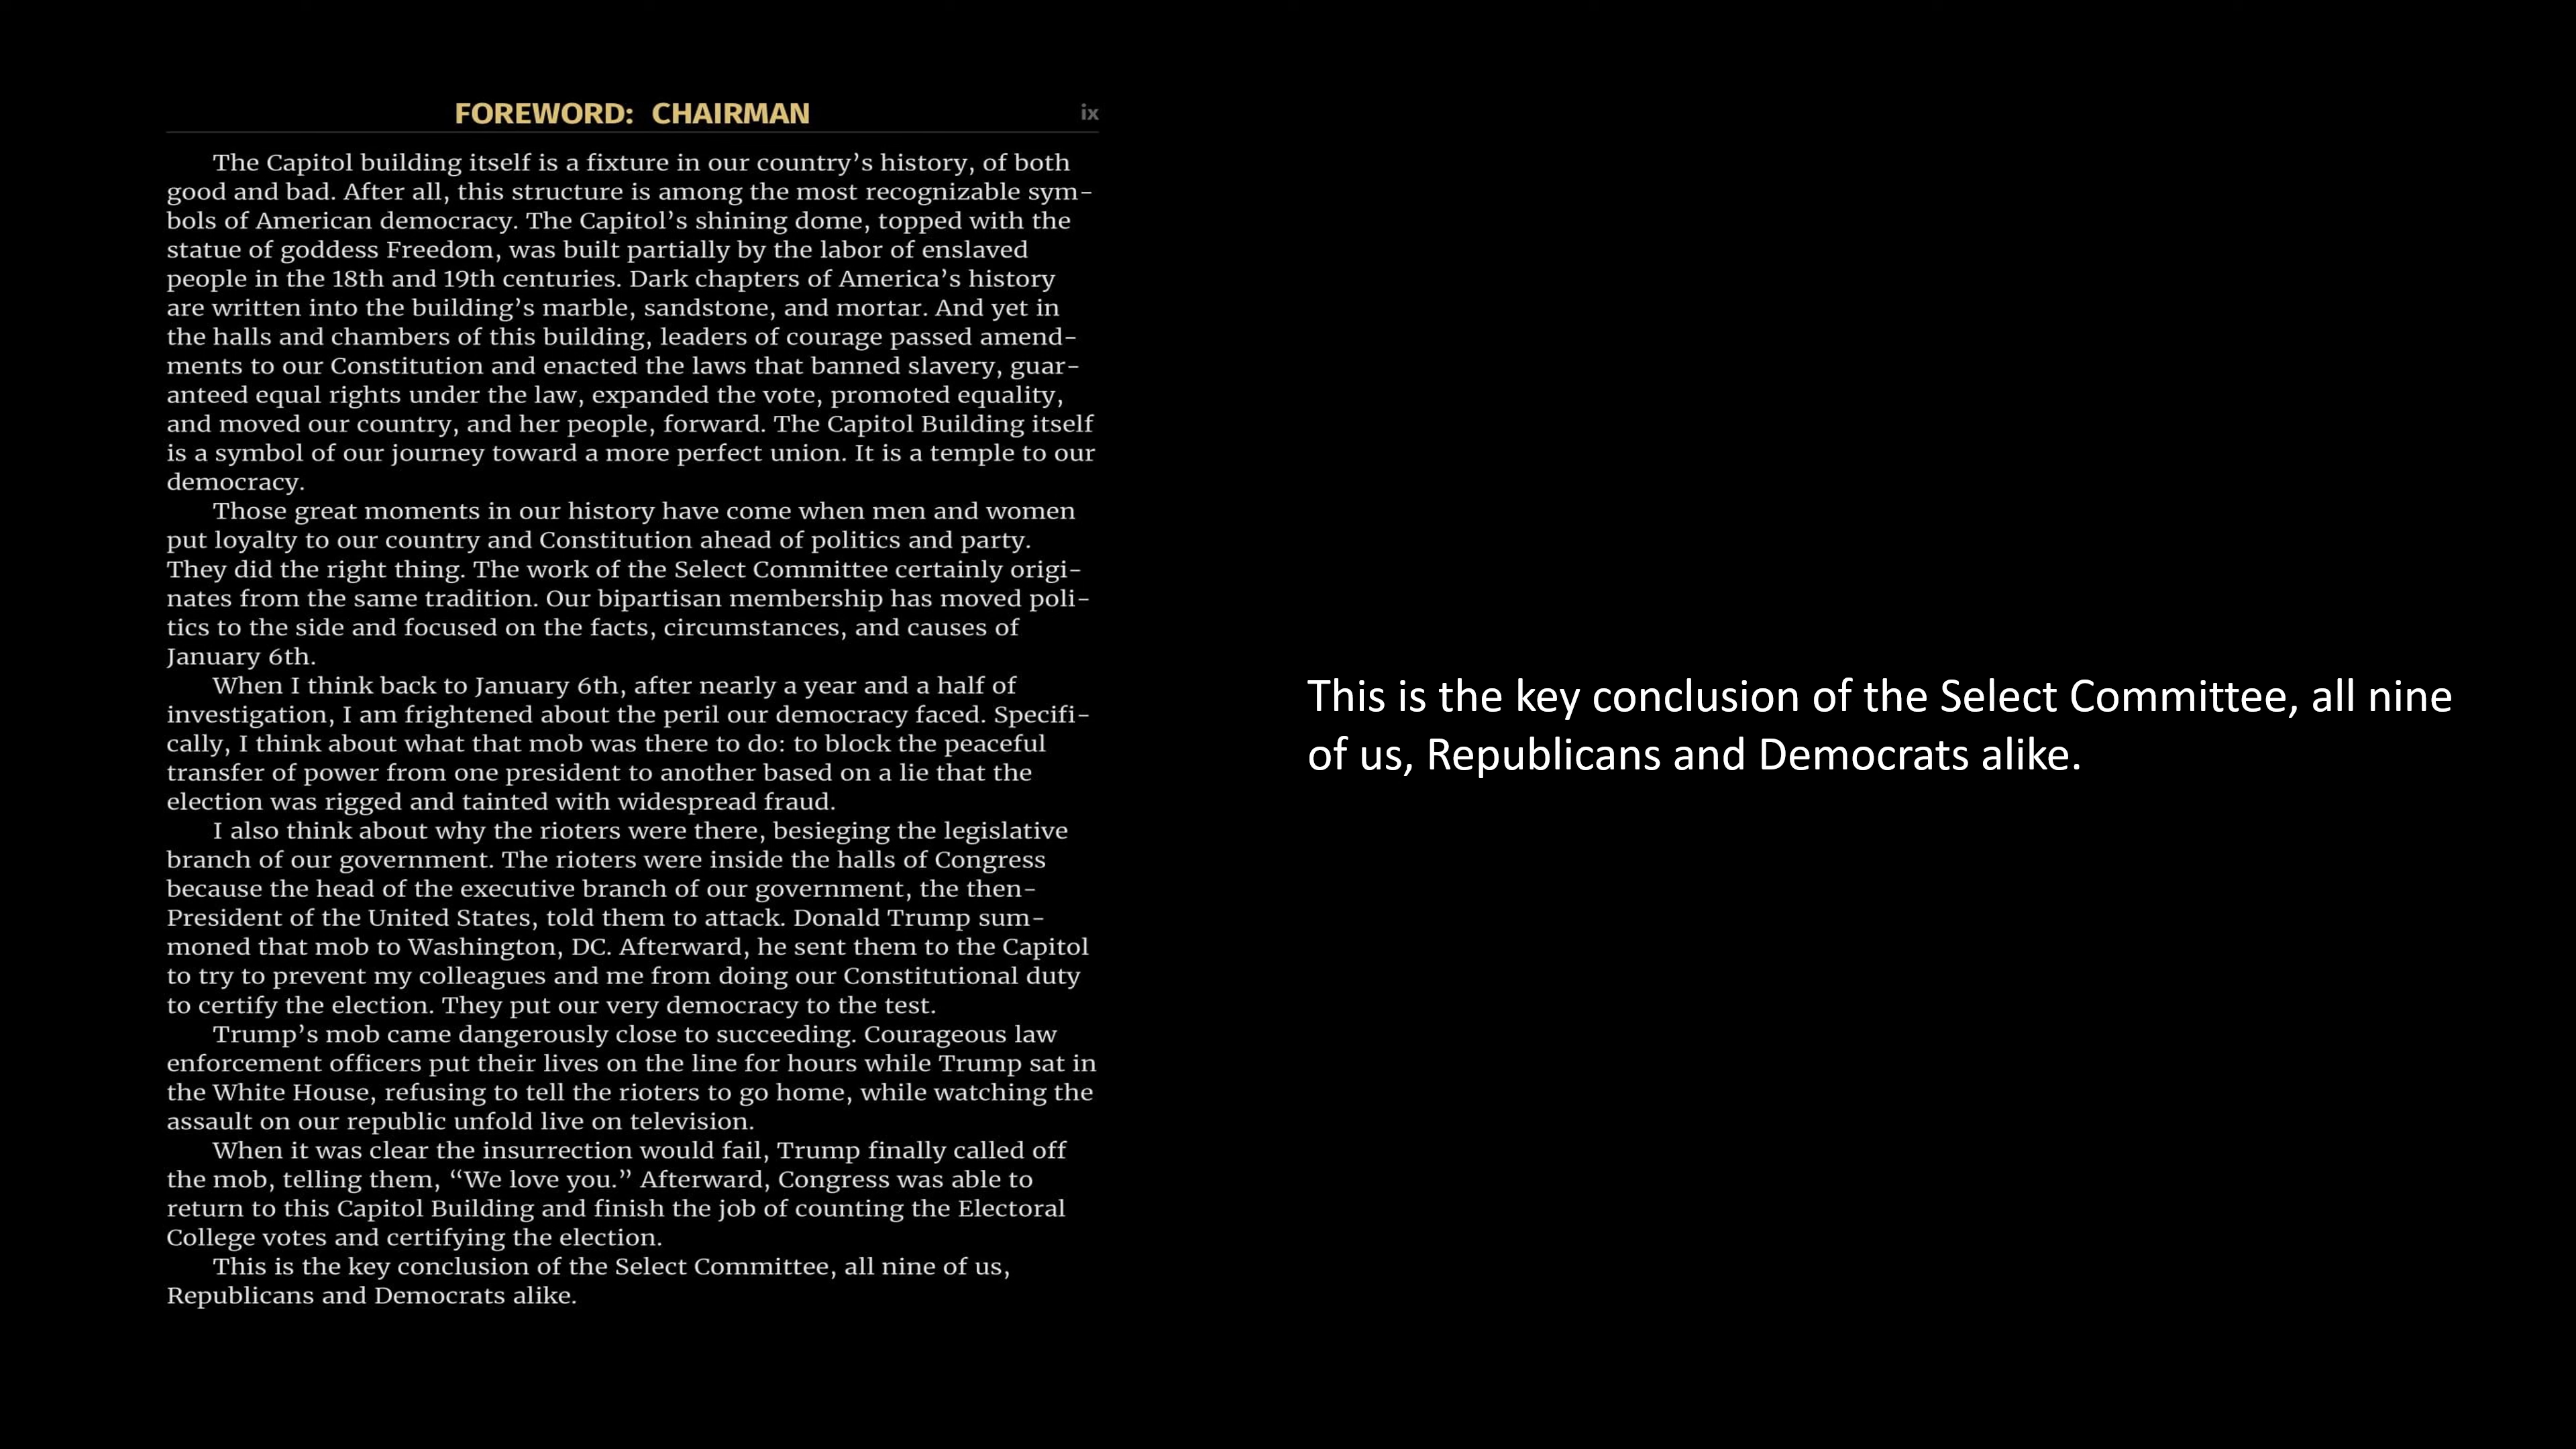 FOREWORD: CHAIRMAN
ix
The Capitol building itself is a fixture in our country’s history, of both
good and bad. After all, this structure is among the most recognizable sym-
bols of American democracy. The Capitol’s shining dome, topped with the
statue of goddess Freedom, was built partially by the labor of enslaved
people in the 18th and 19th centuries. Dark chapters of America’s history
are written into the building’s marble, sandstone, and mortar. And yet in
the halls and chambers of this building, leaders of courage passed amend-
ments to our Constitution and enacted the laws that banned slavery, guar-
anteed equal rights under the law, expanded the vote, promoted equality,
and moved our country, and her people, forward. The Capitol Building itself
is a symbol of our journey toward a more perfect union. It is a temple to our
democracy.
Those great moments in our history have come when men and women
put loyalty to our country and Constitution ahead of politics and party.
They did the right thing. The work of the Select Committee certainly origi-
nates from the same tradition. Our bipartisan membership has moved poli-
tics to the side and focused on the facts, circumstances, and causes of
January 6th.
When I think back to January 6th, after nearly a year and a half of
investigation, I am frightened about the peril our democracy faced. Specifi-
cally, I think about what that mob was there to do: to block the peaceful
transfer of power from one president to another based on a lie that the
election was rigged and tainted with widespread fraud.
I also think about why the rioters were there, besieging the legislative
branch of our government. The rioters were inside the halls of Congress
because the head of the executive branch of our government, the then-
President of the United States, told them to attack. Donald Trump sum-
moned that mob to Washington, DC. Afterward, he sent them to the Capitol
to try to prevent my colleagues and me from doing our Constitutional duty
to certify the election. They put our very democracy to the test.
Trump’s mob came dangerously close to succeeding. Courageous law
enforcement officers put their lives on the line for hours while Trump sat in
the White House, refusing to tell the rioters to go home, while watching the
assault on our republic unfold live on television.
When it was clear the insurrection would fail, Trump finally called off
the mob, telling them, “We love you.” Afterward, Congress was able to
return to this Capitol Building and finish the job of counting the Electoral
College votes and certifying the election.
This is the key conclusion of the Select Committee, all nine of us,
Republicans and Democrats alike.
This is the key conclusion of the Select Committee, all nine
of us, Republicans and Democrats alike.